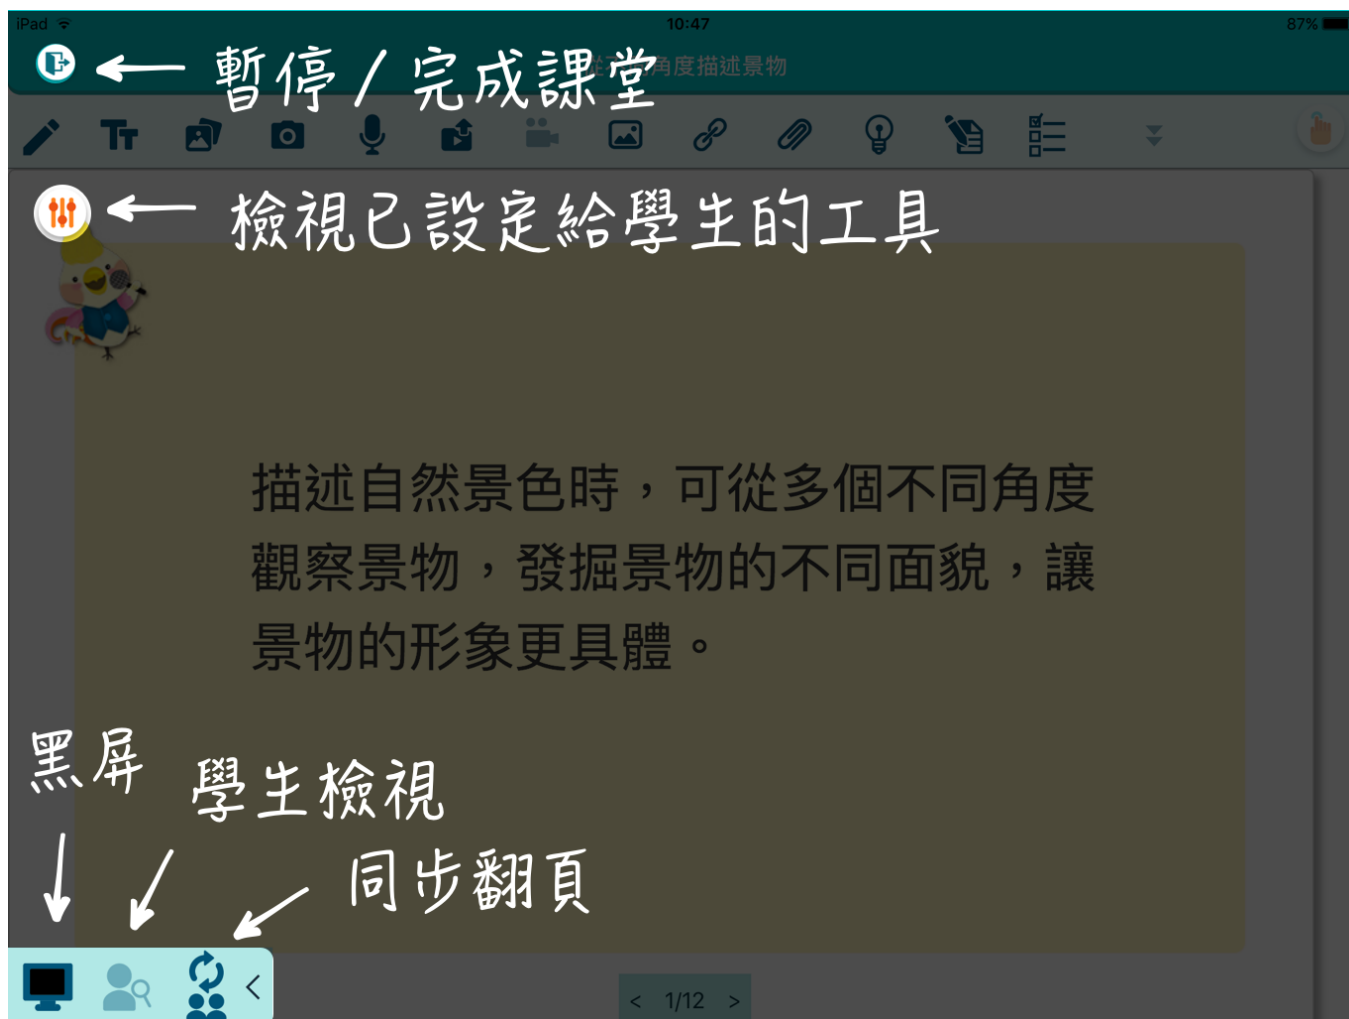 iPad 10:47 87%
從不同角度描述景物
暫停 / 完成課堂
檢視已設定給學生的工具
描述自然景色時，可從多個不同角度
觀察景物，發掘景物的不同面貌，讓
景物的形象更具體。
黑屏
學生檢視
同步翻頁
< 1/12 >